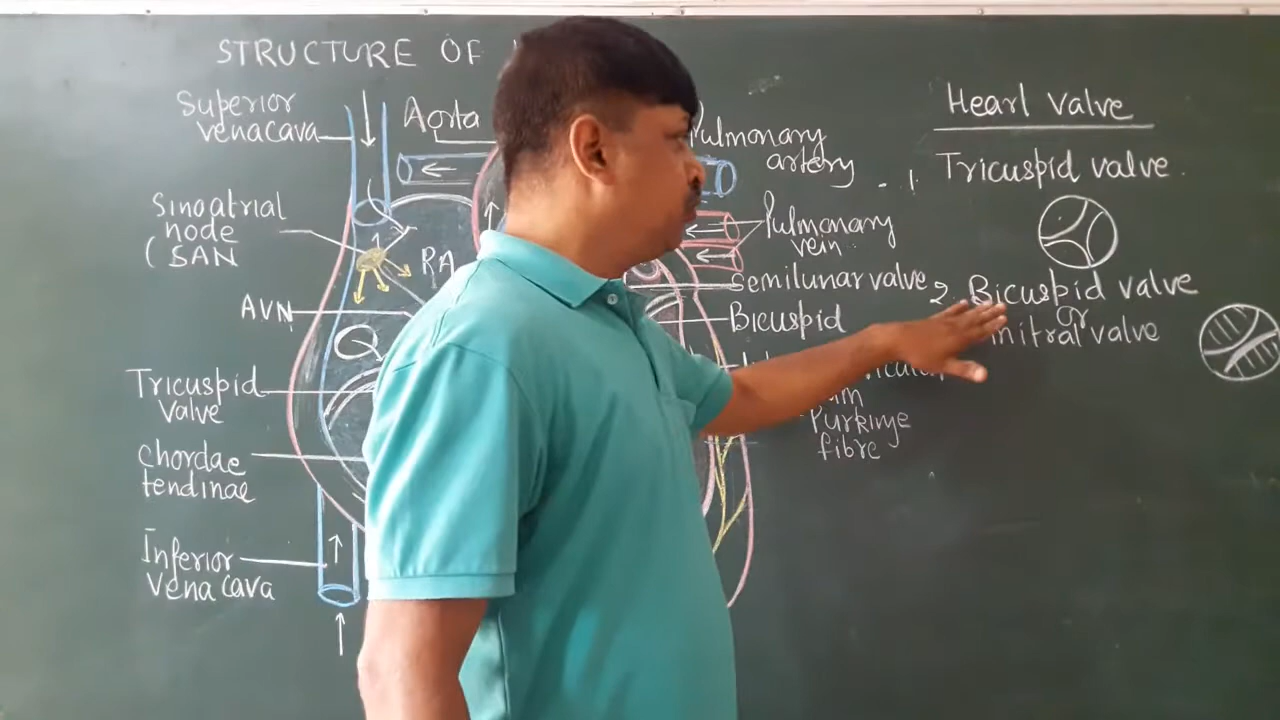 STRUCTURE OF
Superior
venacava
Aorta
Sinoatrial
node
(SAN
RA
AVN
Tricuspid
Valve
chordae
tendinae
Inferior
vena cava
Pulmonary
artery
Pulmonary
vein
Semilunar valve
Bicuspid
Purkinje
fibre
Hearl valve
1. Tricuspid valve.
2. Bicuspid valve
or
mitral valve